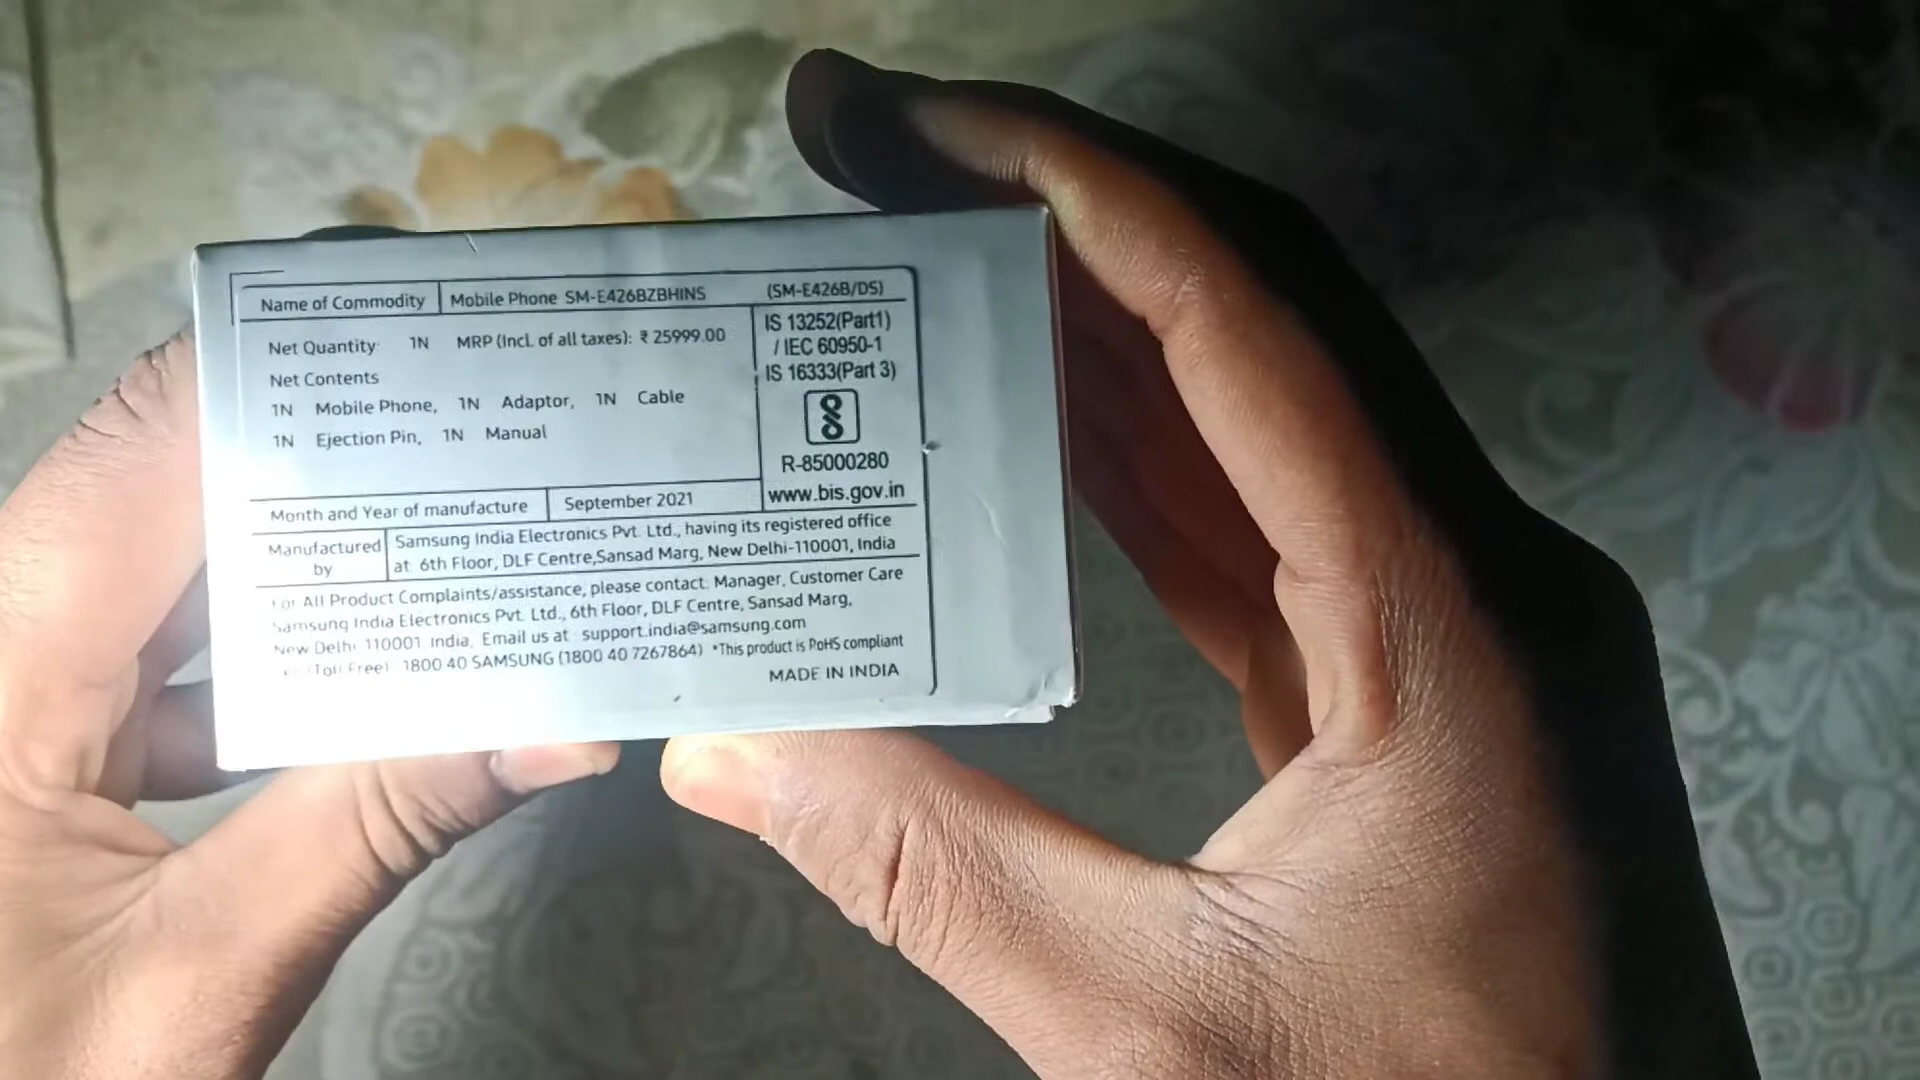 Name of Commodity Mobile Phone SM-E426BZBHINS (SM-E426B/DS)
Net Quantity 1N MRP (Incl. of all taxes): ₹ 25999.00
Net Contents
1N Mobile Phone, 1N Adaptor, 1N Cable
1N Ejection Pin, 1N Manual
IS 13252(Part1)
/ IEC 60950-1
IS 16333(Part 3)
R-85000280
www.bis.gov.in
Month and Year of manufacture September 2021
Manufactured by
Samsung India Electronics Pvt. Ltd., having its registered office
at 6th Floor, DLF Centre,Sansad Marg, New Delhi-110001, India
For All Product Complaints/assistance, please contact. Manager, Customer Care
Samsung India Electronics Pvt. Ltd., 6th Floor, DLF Centre, Sansad Marg,
New Delhi 110001, India, Email us at support.india@samsung.com
(Toll Free) 1800 40 SAMSUNG (1800 40 7267864) *This product is RoHS compliant
MADE IN INDIA